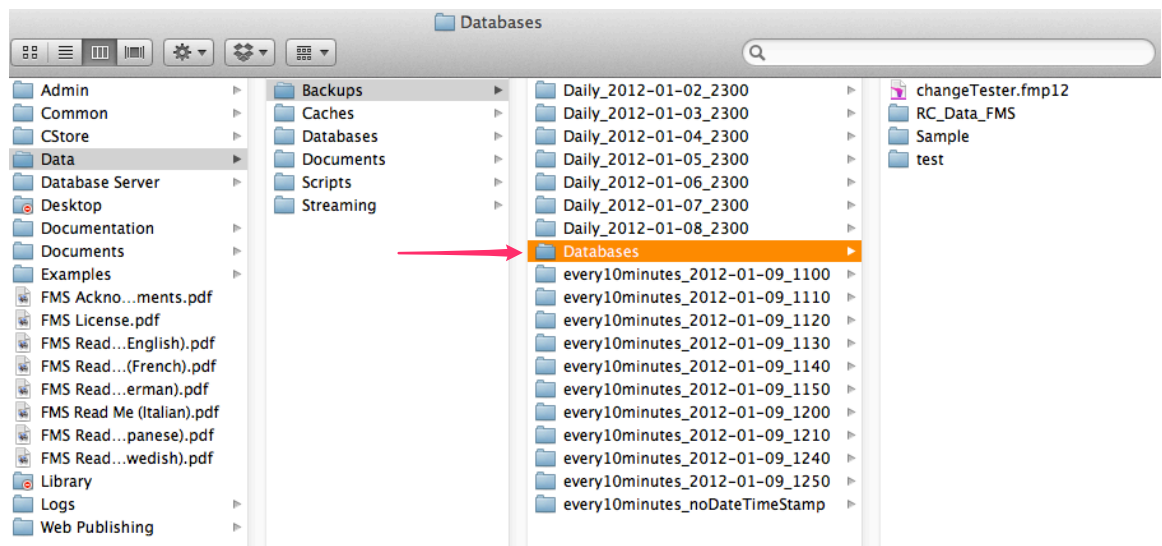 Databases
Admin
Common
CStore
Data
Database Server
Desktop
Documentation
Documents
Examples
FMS Ackno...ments.pdf
FMS License.pdf
FMS Read...English).pdf
FMS Read...(French).pdf
FMS Read...erman).pdf
FMS Read Me (Italian).pdf
FMS Read...panese).pdf
FMS Read...wedish).pdf
Library
Logs
Web Publishing
Backups
Caches
Databases
Documents
Scripts
Streaming
Daily_2012-01-02_2300
Daily_2012-01-03_2300
Daily_2012-01-04_2300
Daily_2012-01-05_2300
Daily_2012-01-06_2300
Daily_2012-01-07_2300
Daily_2012-01-08_2300
Databases
every10minutes_2012-01-09_1100
every10minutes_2012-01-09_1110
every10minutes_2012-01-09_1120
every10minutes_2012-01-09_1130
every10minutes_2012-01-09_1140
every10minutes_2012-01-09_1150
every10minutes_2012-01-09_1200
every10minutes_2012-01-09_1210
every10minutes_2012-01-09_1240
every10minutes_2012-01-09_1250
every10minutes_noDateTimeStamp
changeTester.fmp12
RC_Data_FMS
Sample
test